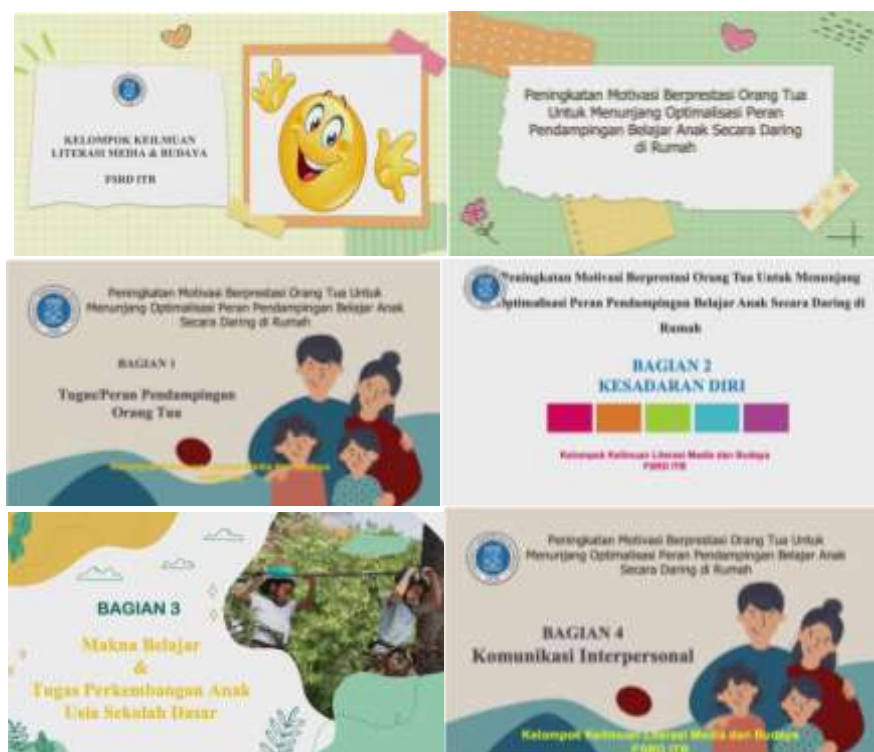 KELOMPOK KEILMUAN
LITERASI MEDIA & BUDAYA
FSRD ITB
Peningkatan Motivasi Berprestasi Orang Tua
Untuk Menunjang Optimalisasi Peran
Pendampingan Belajar Anak Secara Daring
di Rumah
Peningkatan Motivasi Berprestasi Orang Tua Untuk
Menunjang Optimalisasi Peran Pendampingan Belajar Anak
Secara Daring di Rumah
BAGIAN 1
Tugas/Peran Pendampingan
Orang Tua
Peningkatan Motivasi Berprestasi Orang Tua Untuk Menunjang
Optimalisasi Peran Pendampingan Belajar Anak Secara Daring di
Rumah
BAGIAN 2
KESADARAN DIRI
Kelompok Keilmuan Literasi Media dan Budaya
FSRD ITB
BAGIAN 3
Makna Belajar
&
Tugas Perkembangan Anak
Usia Sekolah Dasar
Peningkatan Motivasi Berprestasi Orang Tua Untuk
Menunjang Optimalisasi Peran Pendampingan Belajar Anak
Secara Daring di Rumah
BAGIAN 4
Komunikasi Interpersonal
Kelompok Keilmuan Literasi Media dan Budaya
FSRD ITB